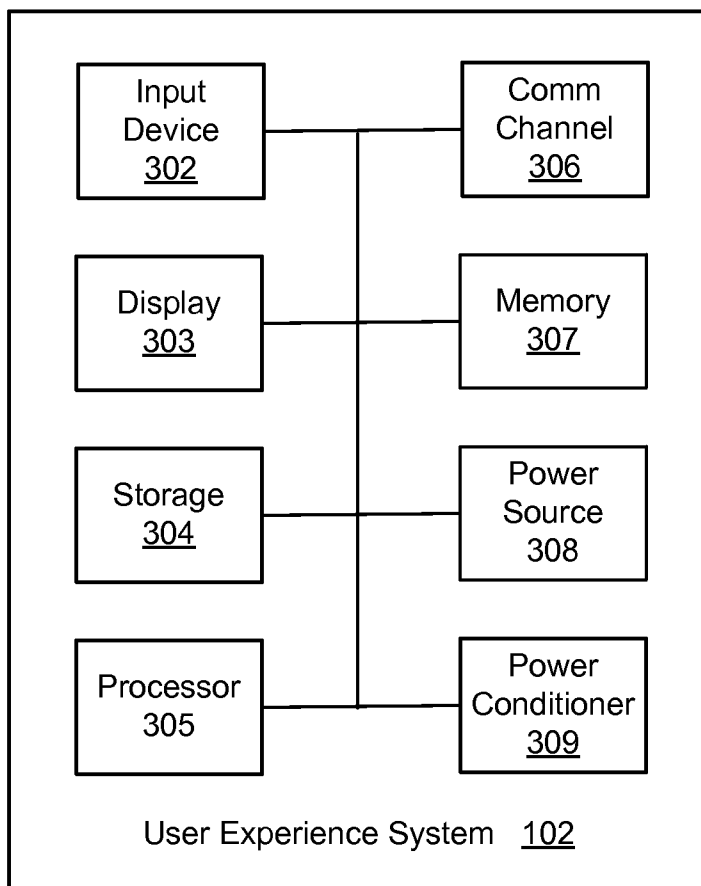 Input
Device
302
Comm
Channel
306
Display
303
Memory
307
Storage
304
Power
Source
308
Processor
305
Power
Conditioner
309
User Experience System 102